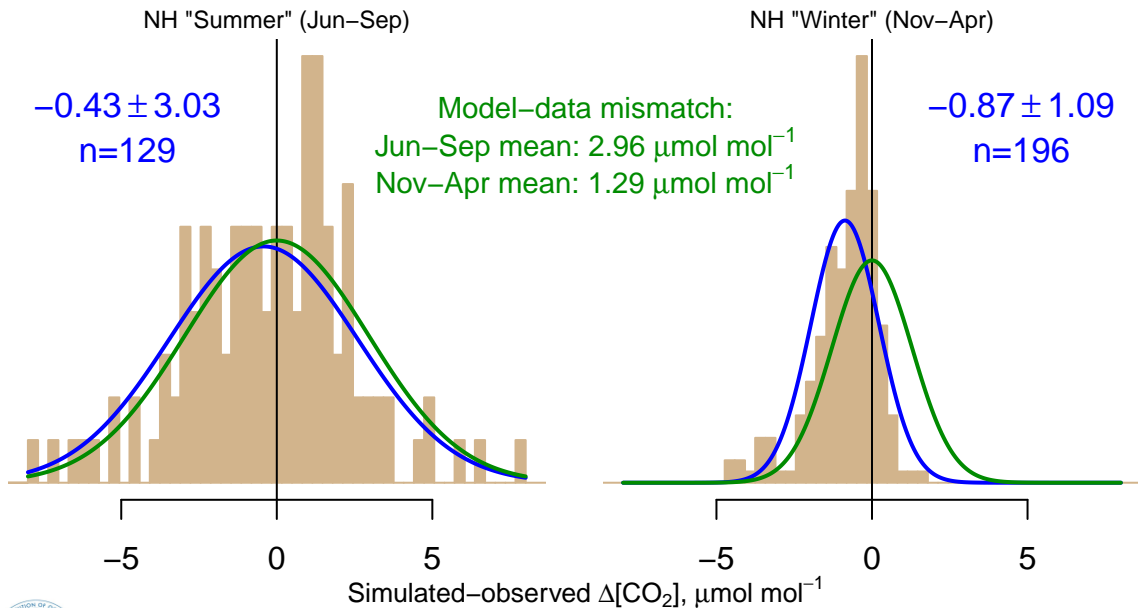 NH "Summer" (Jun−Sep)
NH "Winter" (Nov−Apr)
−0.43 ± 3.03
n=129
Model−data mismatch:
Jun−Sep mean: 2.96 μmol mol⁻¹
Nov−Apr mean: 1.29 μmol mol⁻¹
−0.87 ± 1.09
n=196
−5 0 5
−5 0 5
Simulated−observed Δ[CO₂], μmol mol⁻¹